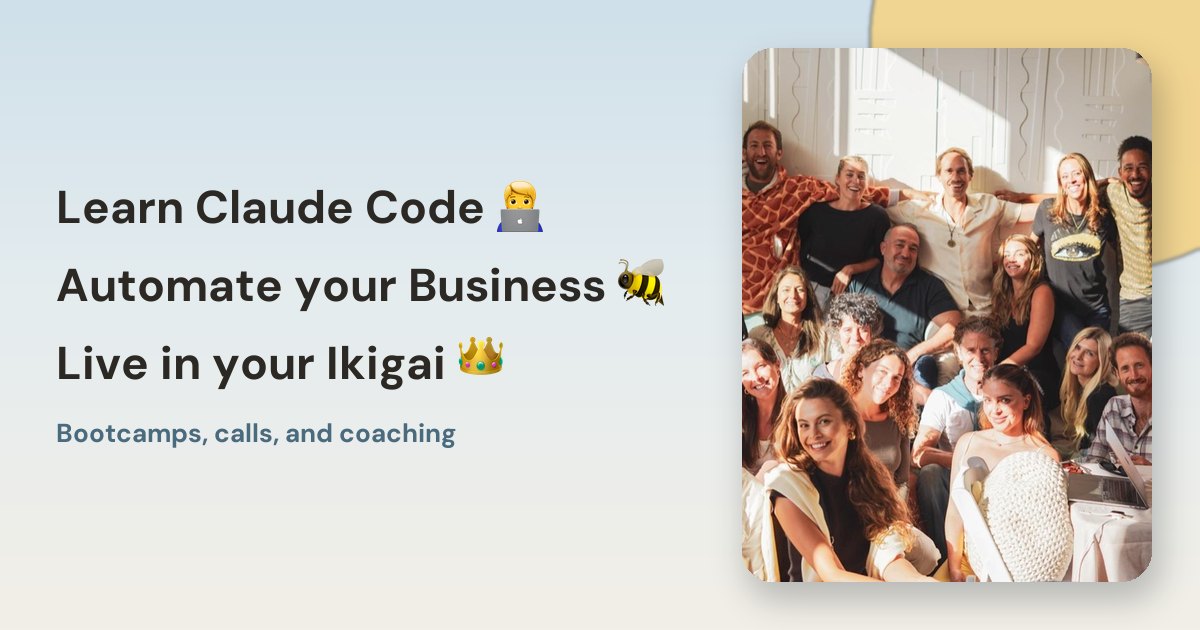 Learn Claude Code 👨‍💻
Automate your Business 🐝
Live in your Ikigai 👑
Bootcamps, calls, and coaching